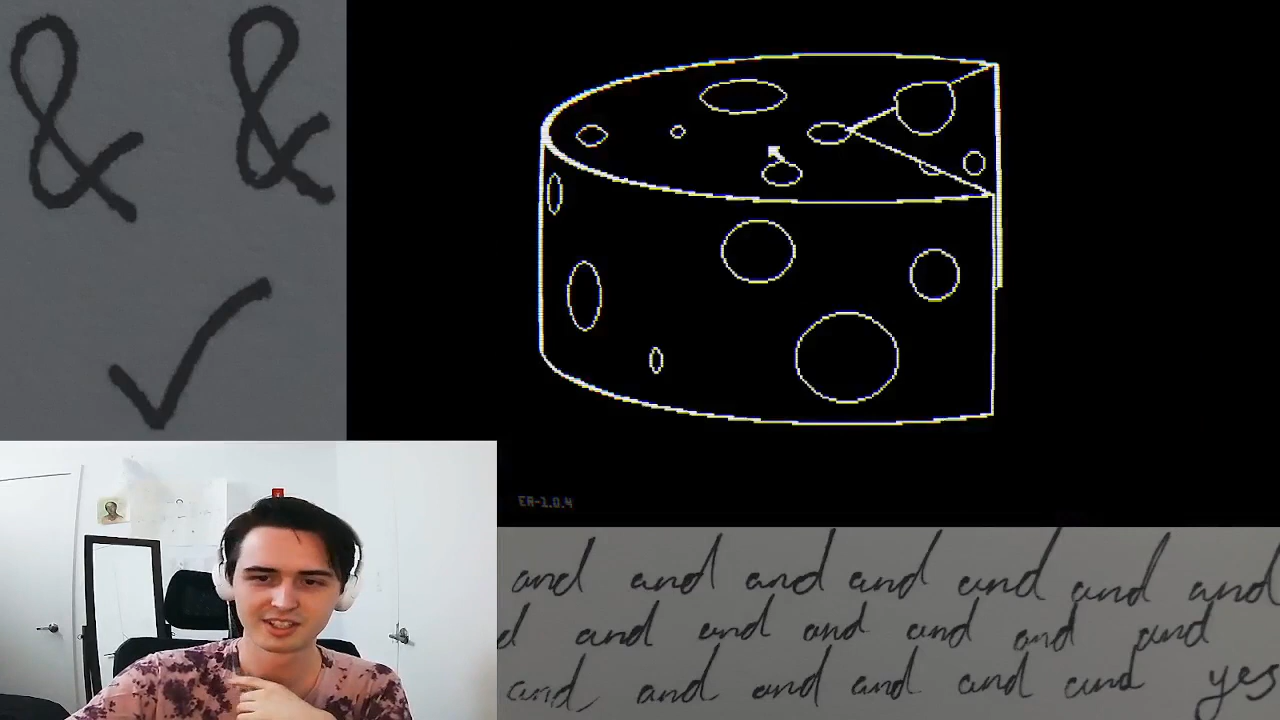 & &
✓
ER-1.0.4
and and and and and and and
d and and and and and and
and and and and and and yes